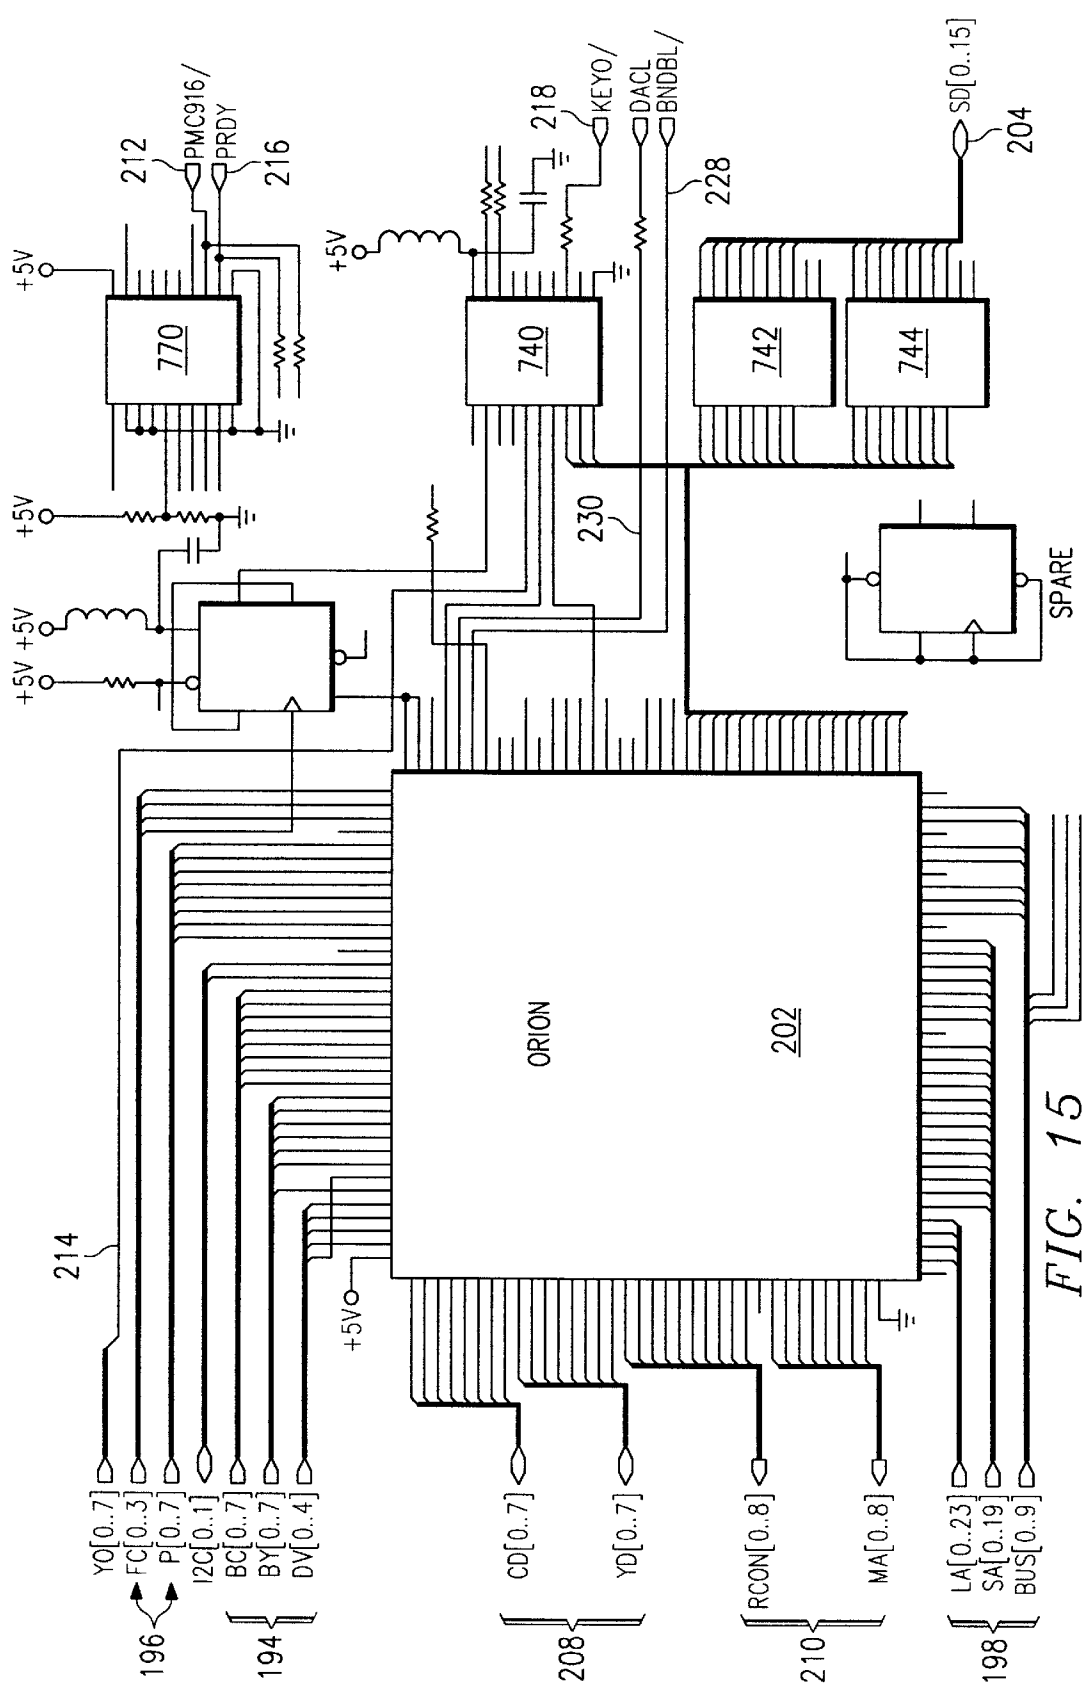 +5V
770
212
PMC916/
PRDY
216
+5V
740
218
KEYO/
DACL
BNDBL/
228
742
744
SD[0..15]
204
+5V
+5V
+5V
230
SPARE
214
+5V
ORION
202
YO[0..7]
FC[0..3]
P[0..7]
I2C[0..1]
BC[0..7]
BY[0..7]
DV[0..4]
196
194
CD[0..7]
YD[0..7]
208
RCON[0..8]
MA[0..8]
210
LA[0..23]
SA[0..19]
BUS[0..9]
198
FIG. 15